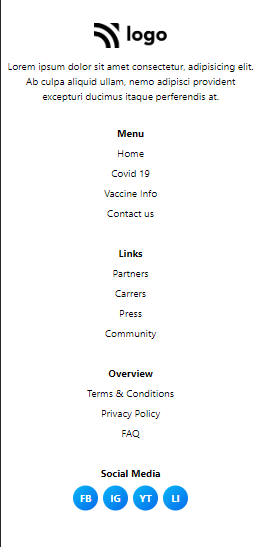 logo
Lorem ipsum dolor sit amet consectetur, adipisicing elit.
Ab culpa aliquid ullam, nemo adipisci provident
excepturi ducimus itaque perferendis at.
Menu
Home
Covid 19
Vaccine Info
Contact us
Links
Partners
Carrers
Press
Community
Overview
Terms & Conditions
Privacy Policy
FAQ
Social Media
FB IG YT LI